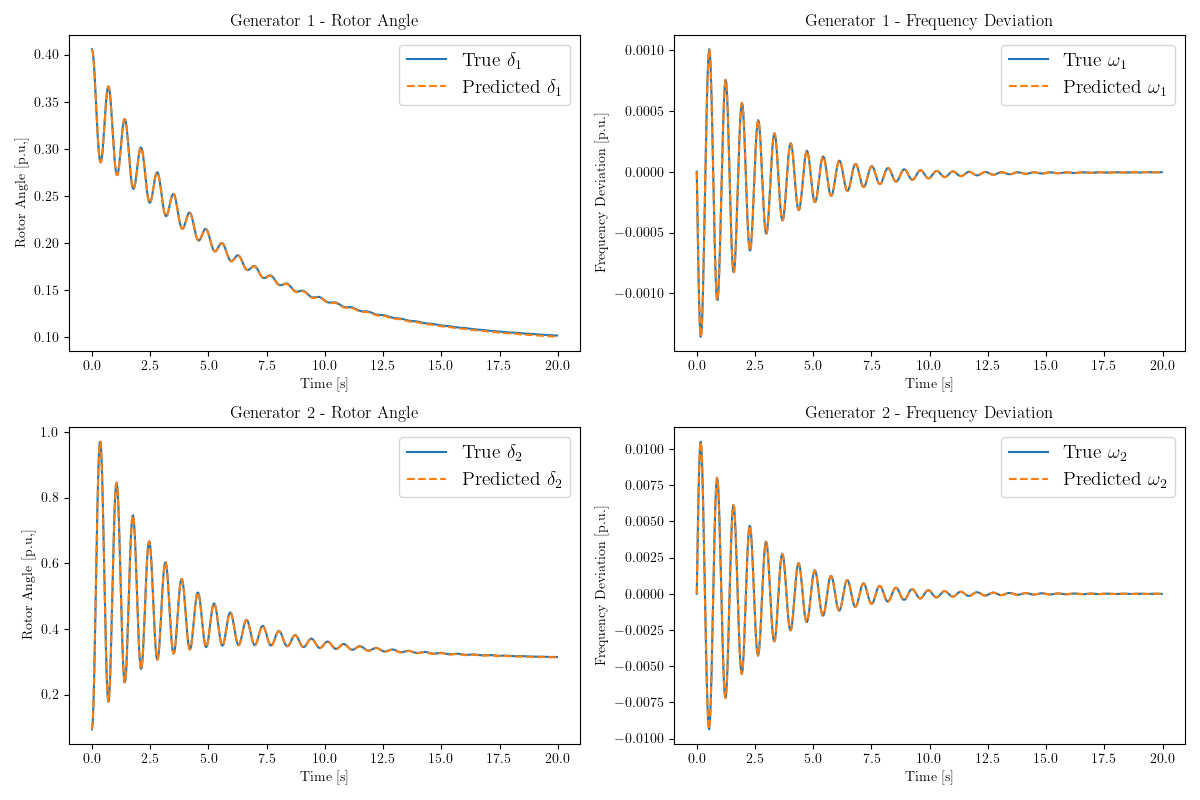 Generator 1 - Rotor Angle
True δ₁
Predicted δ₁
Rotor Angle [p.u,]
0.40
0.35
0.30
0.25
0.20
0.15
0.10
0.0 2.5 5.0 7.5 10.0 12.5 15.0 17.5 20.0
Time [s]
Generator 1 - Frequency Deviation
True ω₁
Predicted ω₁
Frequency Deviation [p.u.]
0.0010
0.0005
0.0000
−0.0005
−0.0010
0.0 2.5 5.0 7.5 10.0 12.5 15.0 17.5 20.0
Time [s]
Generator 2 - Rotor Angle
True δ₂
Predicted δ₂
Rotor Angle [p.u,]
1.0
0.8
0.6
0.4
0.2
0.0 2.5 5.0 7.5 10.0 12.5 15.0 17.5 20.0
Time [s]
Generator 2 - Frequency Deviation
True ω₂
Predicted ω₂
Frequency Deviation [p.u.]
0.0100
0.0075
0.0050
0.0025
0.0000
−0.0025
−0.0050
−0.0075
−0.0100
0.0 2.5 5.0 7.5 10.0 12.5 15.0 17.5 20.0
Time [s]